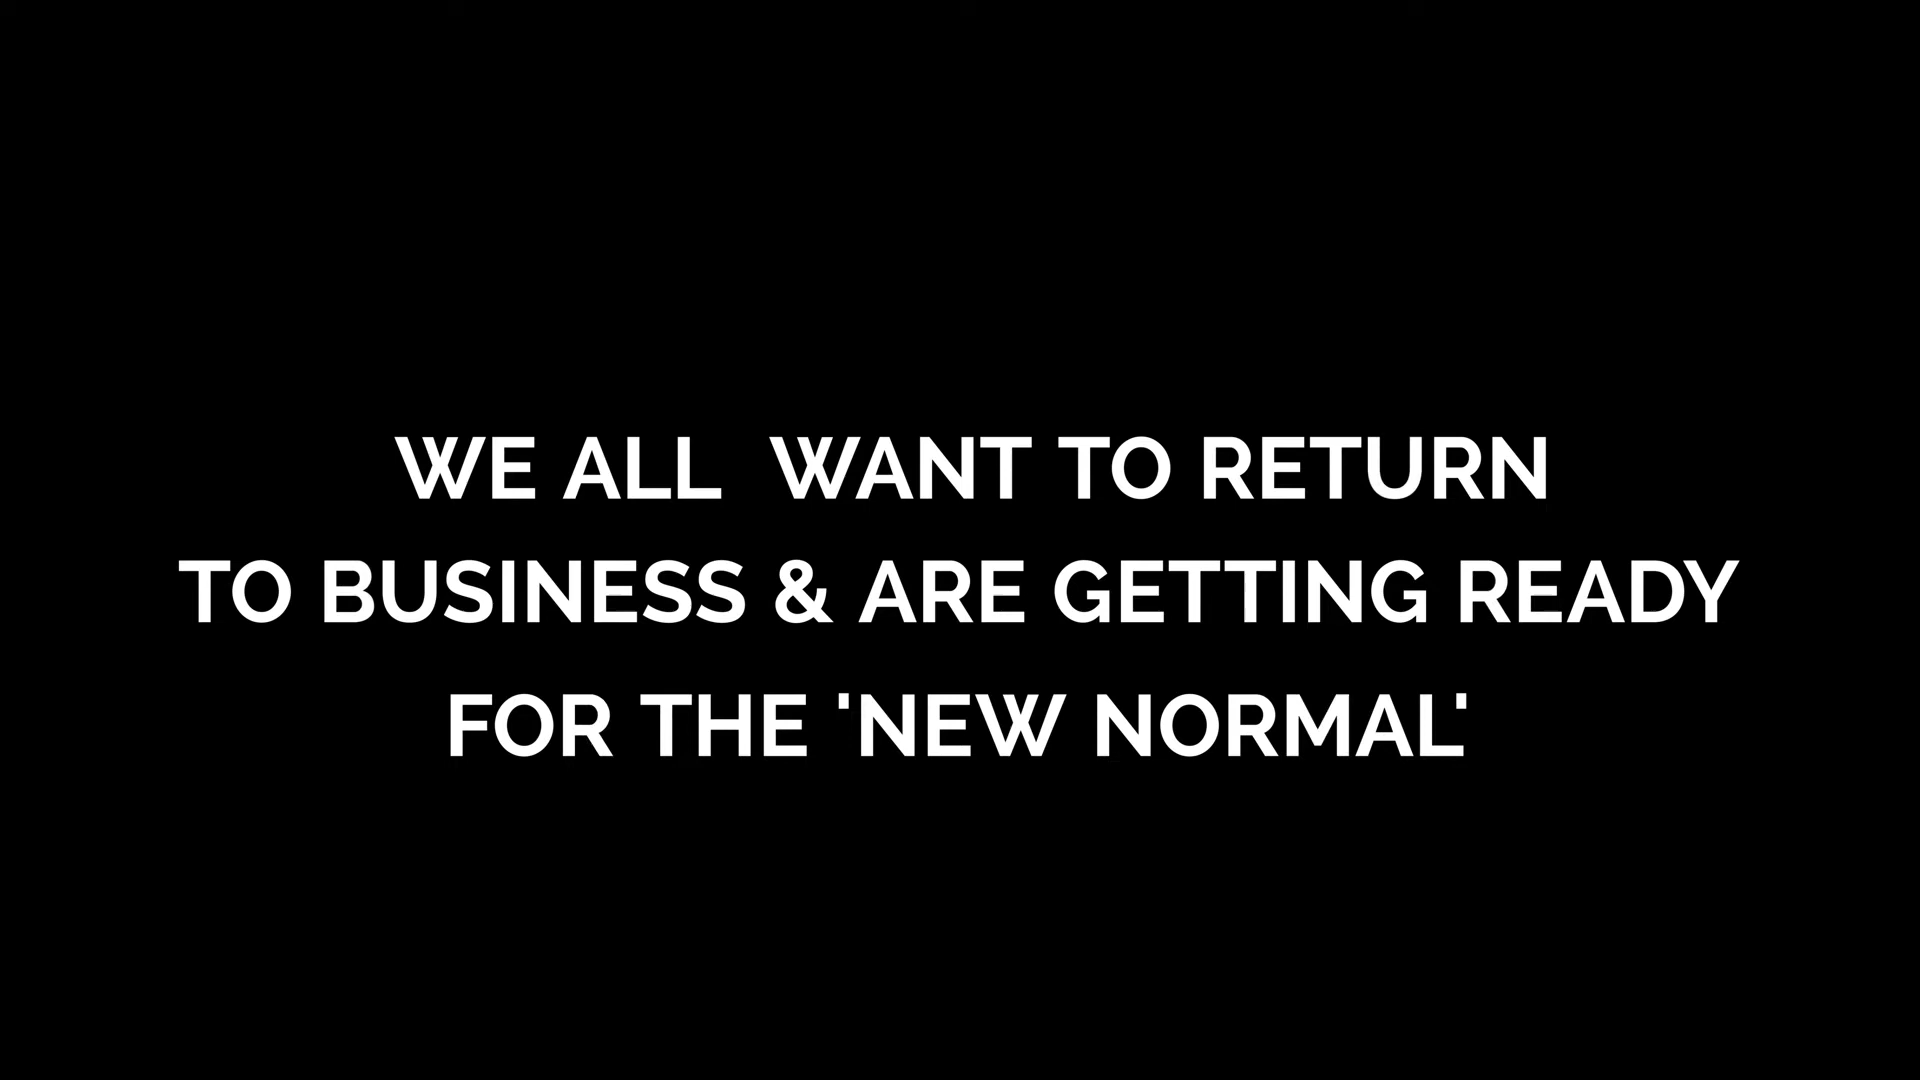 WE ALL  WANT TO RETURN
TO BUSINESS & ARE GETTING READY
FOR THE 'NEW NORMAL'